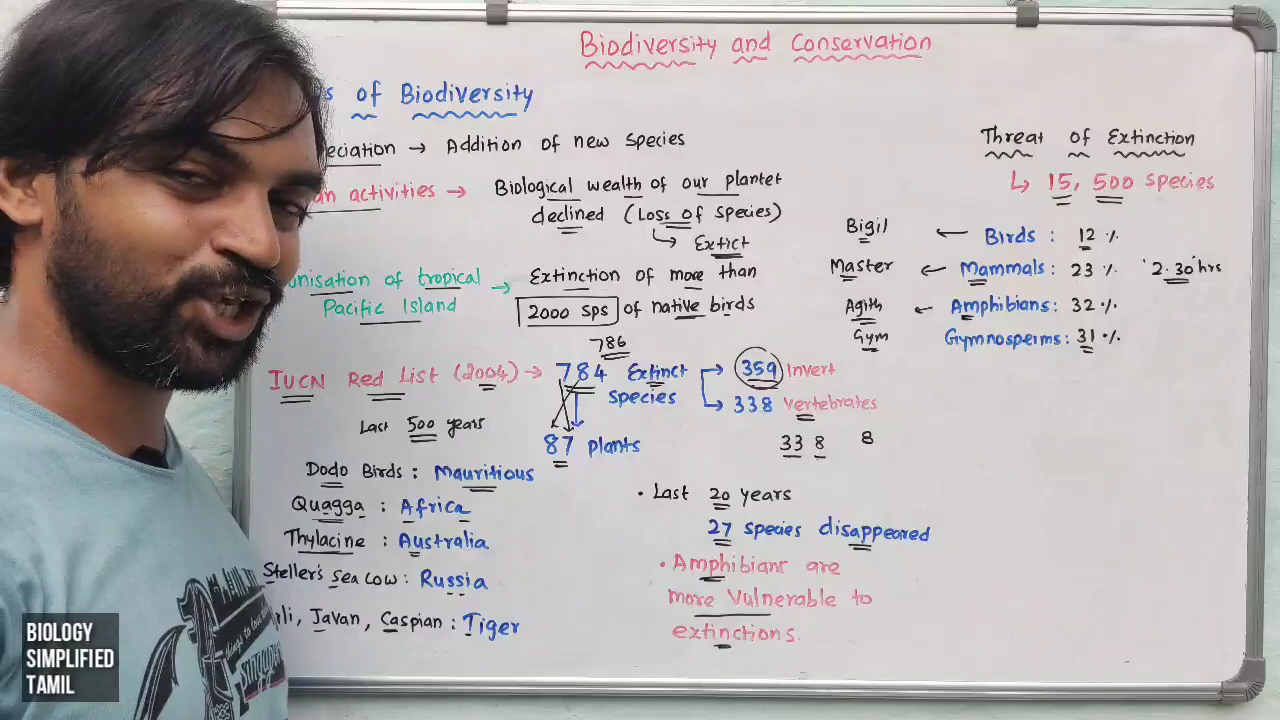 Biodiversity and Conservation
s of Biodiversity
eciation → Addition of new species
an activities → Biological wealth of our plantet
declined (Loss of species)
↳ Extict
onisation of tropical → Extinction of more than
Pacific Island 2000 sps of native birds
786
IUCN Red List (2004) → 784 Extinct → 359 Invert
species → 338 Vertebrates
Last 500 years
87 plants
33 8 8
Dodo Birds : Mauritious
Quagga : Africa
Thylacine : Australia
Steller's Sea Cow : Russia
li, Javan, Caspian : Tiger
• Last 20 years
27 species disappeared
• Amphibians are
more Vulnerable to
extinctions.
Threat of Extinction
↳ 15, 500 species
Bigil ← Birds : 12 %
Master ← Mammals : 23 % '2.30' hrs
Agith ← Amphibians : 32 %
Gym Gymnosperms : 31 %
BIOLOGY
SIMPLIFIED
TAMIL